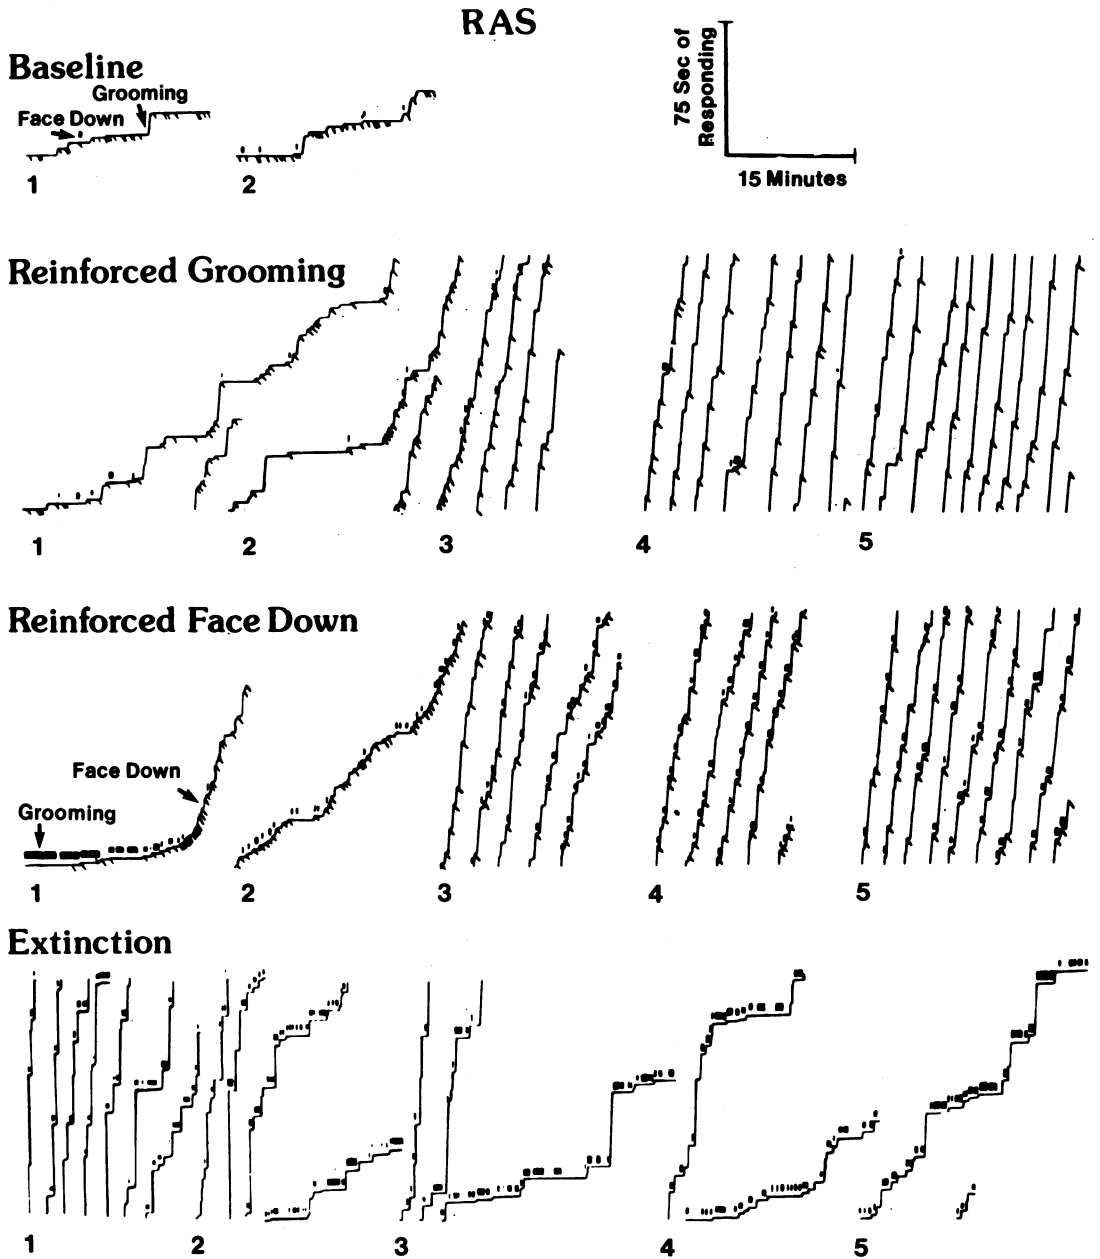 RAS
Baseline
Grooming
Face Down
75 Sec of
Responding
15 Minutes
1 2
Reinforced Grooming
1 2 3 4 5
Reinforced Face Down
Face Down
Grooming
1 2 3 4 5
Extinction
1 2 3 4 5